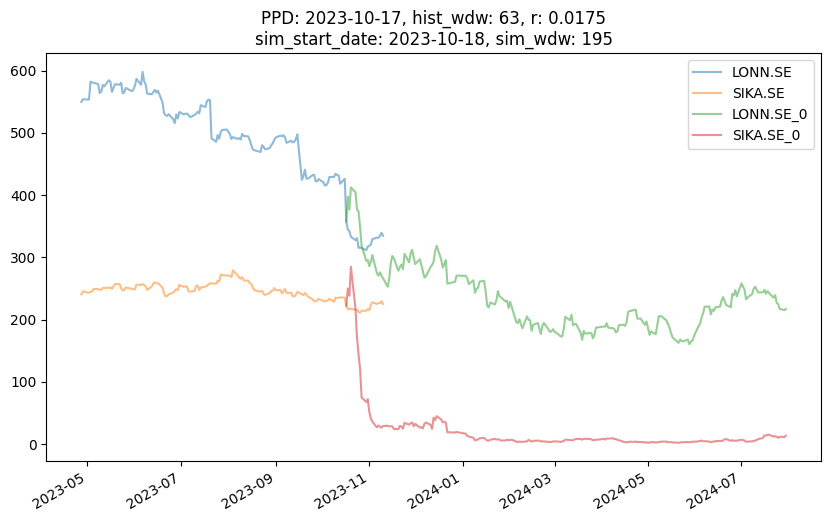 PPD: 2023-10-17, hist_wdw: 63, r: 0.0175
sim_start_date: 2023-10-18, sim_wdw: 195
LONN.SE
SIKA.SE
LONN.SE_0
SIKA.SE_0
600
500
400
300
200
100
0
2023-05
2023-07
2023-09
2023-11
2024-01
2024-03
2024-05
2024-07